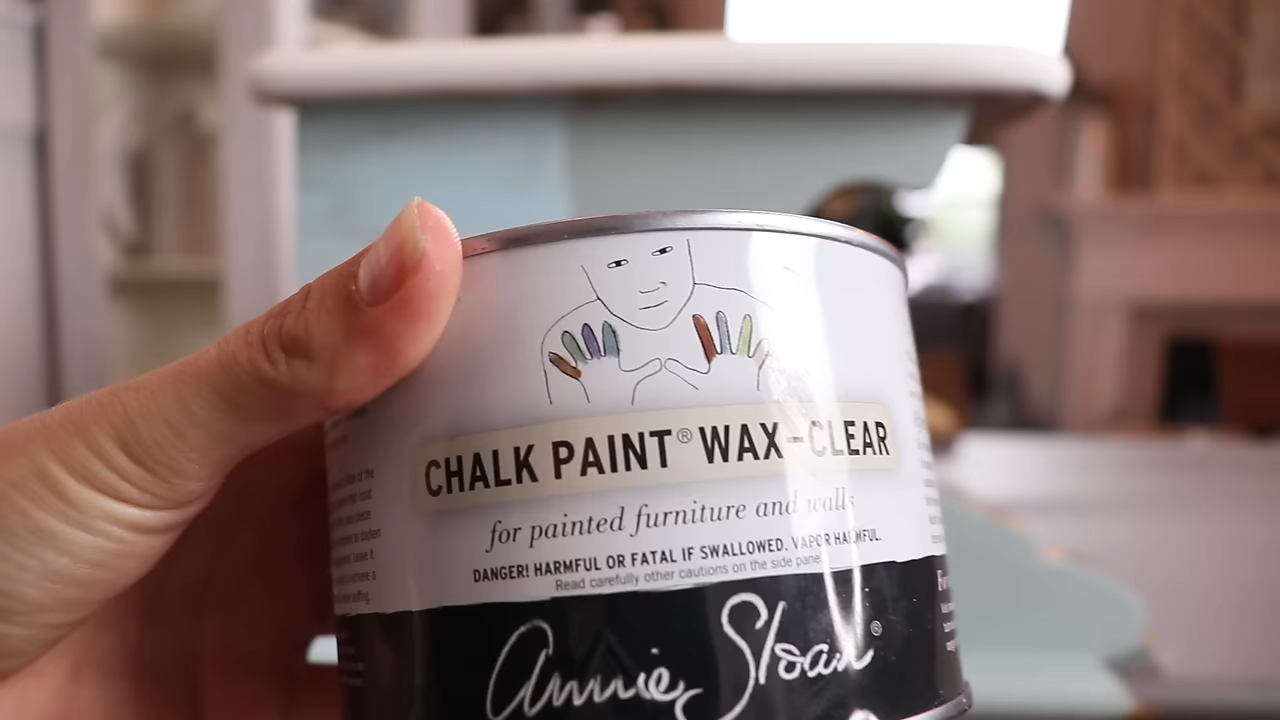 CHALK PAINT® WAX–CLEAR
for painted furniture and walls
DANGER! HARMFUL OR FATAL IF SWALLOWED. VAPOR HARMFUL.
Read carefully other cautions on the side panel
Annie Sloan®